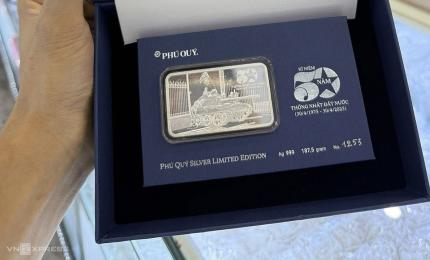 PHÚ QUÝ.
KỶ NIỆM
50 NĂM
THỐNG NHẤT ĐẤT NƯỚC
(30/4/1975 - 30/4/2025)
PHÚ QUÝ SILVER LIMITED EDITION
Ag 999 187.5 gram No. 1253
VNEXPRESS